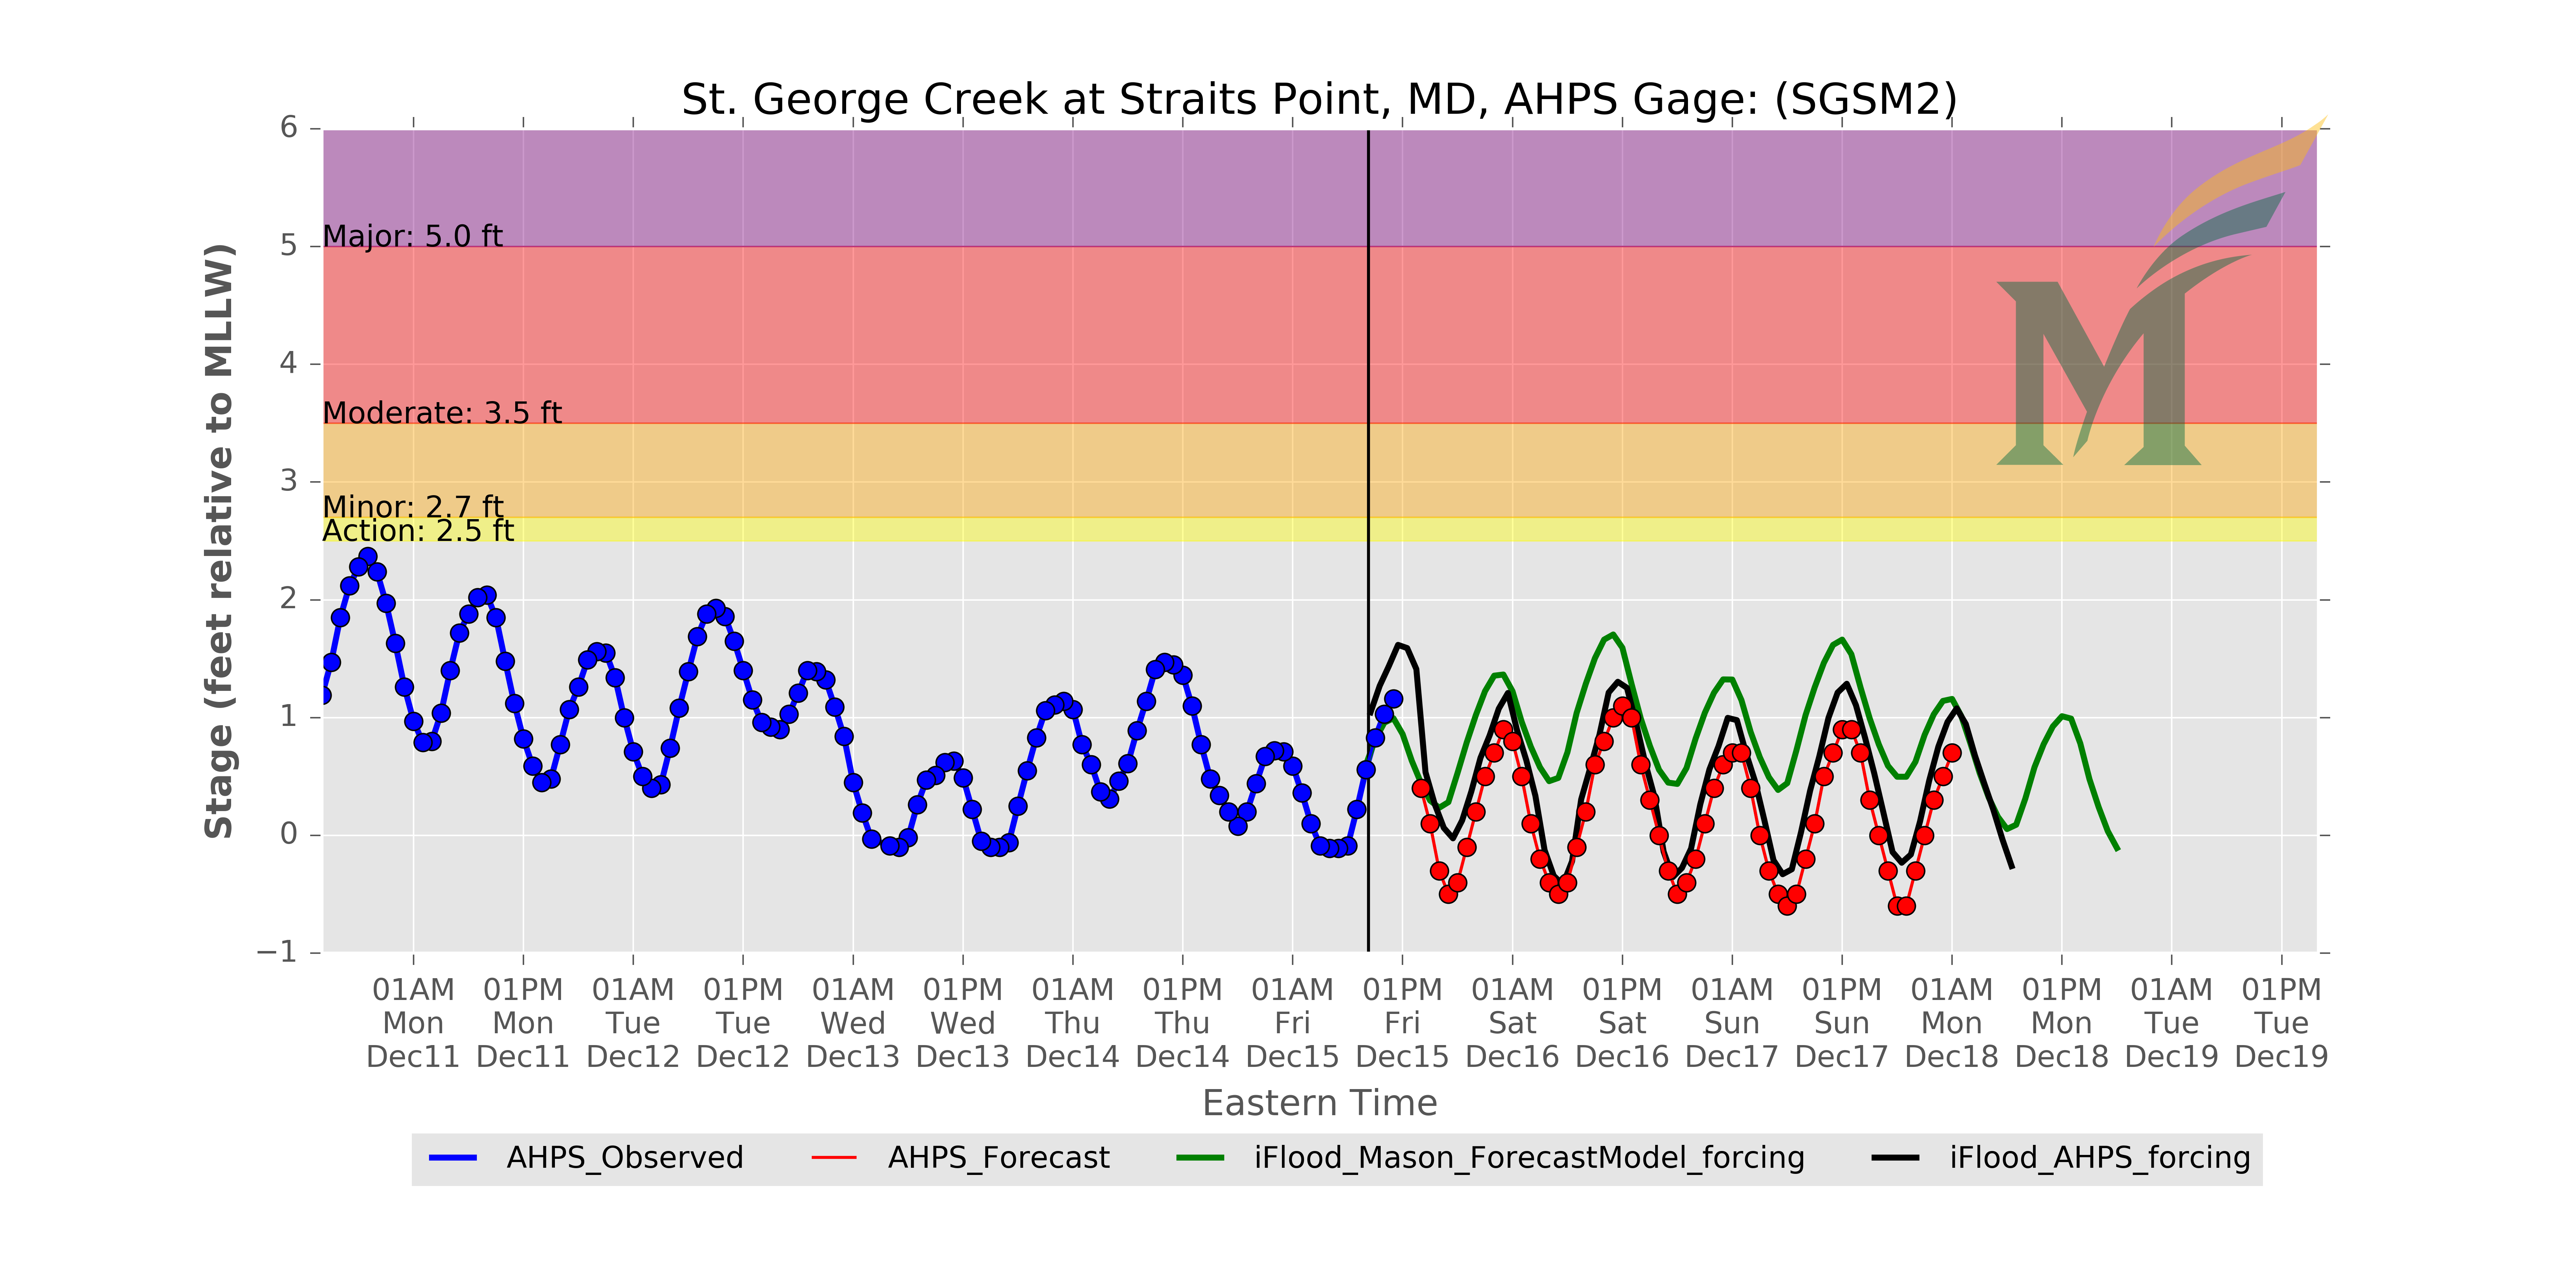 St. George Creek at Straits Point, MD, AHPS Gage: (SGSM2)
Stage (feet relative to MLLW)
6
5
4
3
2
1
0
−1
Major: 5.0 ft
Moderate: 3.5 ft
Minor: 2.7 ft
Action: 2.5 ft
M
01AM 01PM 01AM 01PM 01AM 01PM 01AM 01PM 01AM 01PM 01AM 01PM 01AM 01PM 01AM 01PM 01AM 01PM
Mon Mon Tue Tue Wed Wed Thu Thu Fri Fri Sat Sat Sun Sun Mon Mon Tue Tue
Dec11 Dec11 Dec12 Dec12 Dec13 Dec13 Dec14 Dec14 Dec15 Dec15 Dec16 Dec16 Dec17 Dec17 Dec18 Dec18 Dec19 Dec19
Eastern Time
AHPS_Observed AHPS_Forecast iFlood_Mason_ForecastModel_forcing iFlood_AHPS_forcing